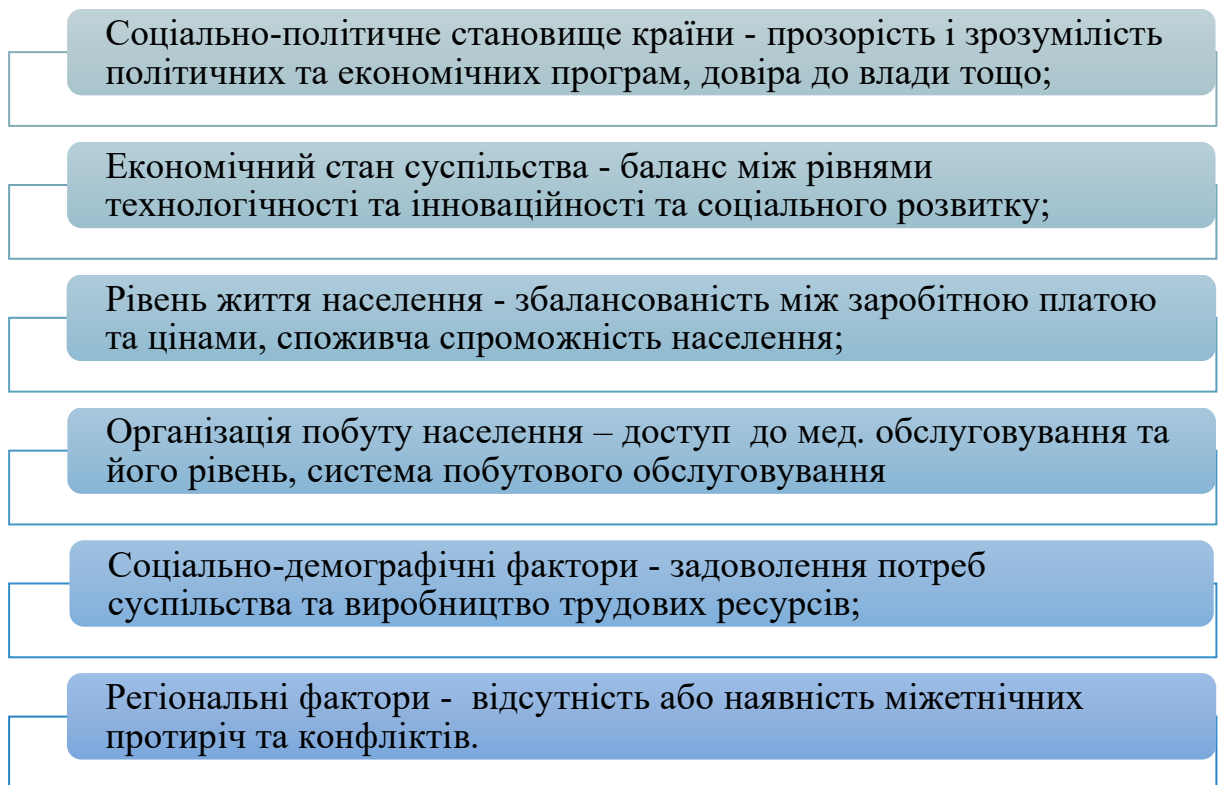 Соціально-політичне становище країни - прозорість і зрозумілість
політичних та економічних програм, довіра до влади тощо;
Економічний стан суспільства - баланс між рівнями
технологічності та інноваційності та соціального розвитку;
Рівень життя населення - збалансованість між заробітною платою
та цінами, споживча спроможність населення;
Організація побуту населення – доступ до мед. обслуговування та
його рівень, система побутового обслуговування
Соціально-демографічні фактори - задоволення потреб
суспільства та виробництво трудових ресурсів;
Регіональні фактори - відсутність або наявність міжетнічних
протиріч та конфліктів.